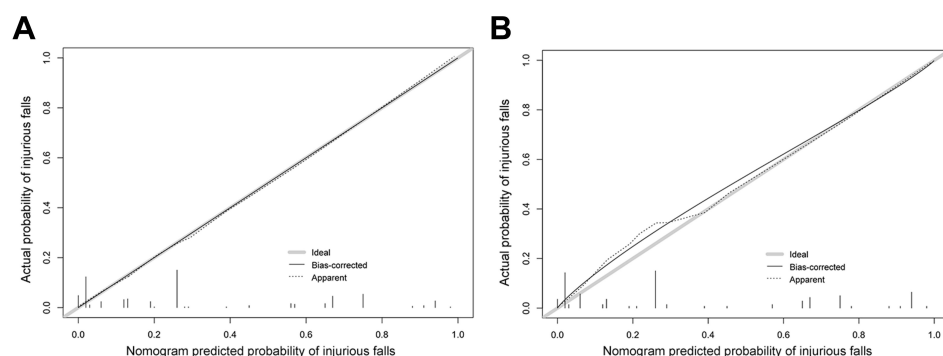 A
Actual probability of injurious falls
1.0
0.8
0.6
0.4
0.2
0.0
Ideal
Bias-corrected
Apparent
0.0 0.2 0.4 0.6 0.8 1.0
Nomogram predicted probability of injurious falls
B
Actual probability of injurious falls
1.0
0.8
0.6
0.4
0.2
0.0
Ideal
Bias-corrected
Apparent
0.0 0.2 0.4 0.6 0.8 1.0
Nomogram predicted probability of injurious falls